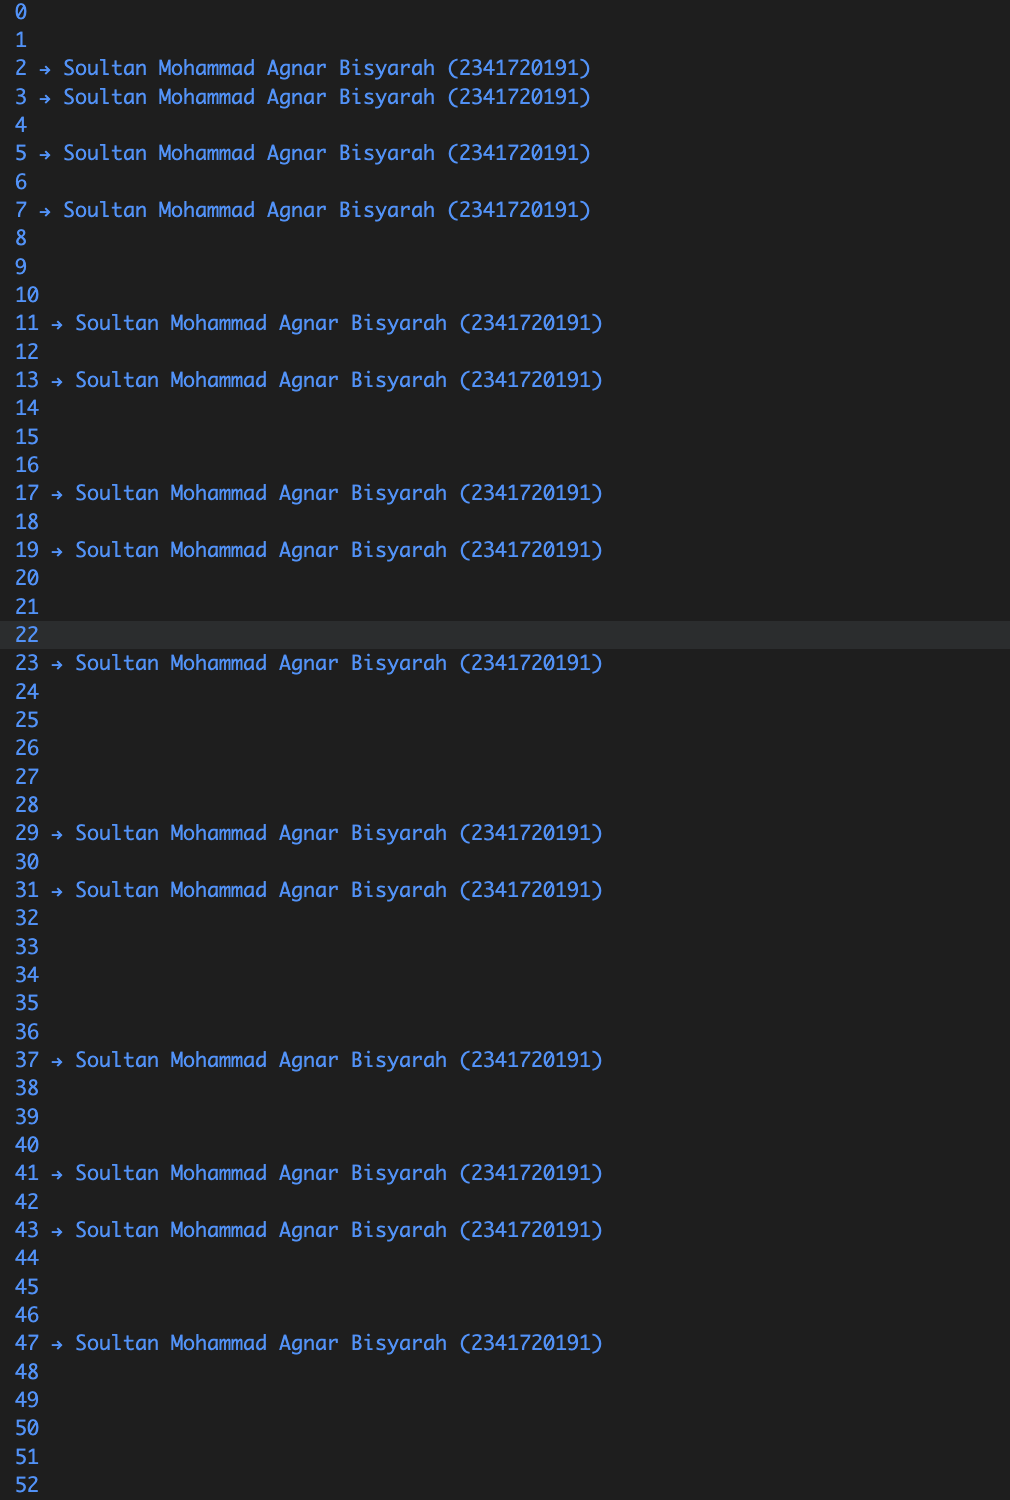 0
1
2 → Soultan Mohammad Agnar Bisyarah (2341720191)
3 → Soultan Mohammad Agnar Bisyarah (2341720191)
4
5 → Soultan Mohammad Agnar Bisyarah (2341720191)
6
7 → Soultan Mohammad Agnar Bisyarah (2341720191)
8
9
10
11 → Soultan Mohammad Agnar Bisyarah (2341720191)
12
13 → Soultan Mohammad Agnar Bisyarah (2341720191)
14
15
16
17 → Soultan Mohammad Agnar Bisyarah (2341720191)
18
19 → Soultan Mohammad Agnar Bisyarah (2341720191)
20
21
22
23 → Soultan Mohammad Agnar Bisyarah (2341720191)
24
25
26
27
28
29 → Soultan Mohammad Agnar Bisyarah (2341720191)
30
31 → Soultan Mohammad Agnar Bisyarah (2341720191)
32
33
34
35
36
37 → Soultan Mohammad Agnar Bisyarah (2341720191)
38
39
40
41 → Soultan Mohammad Agnar Bisyarah (2341720191)
42
43 → Soultan Mohammad Agnar Bisyarah (2341720191)
44
45
46
47 → Soultan Mohammad Agnar Bisyarah (2341720191)
48
49
50
51
52